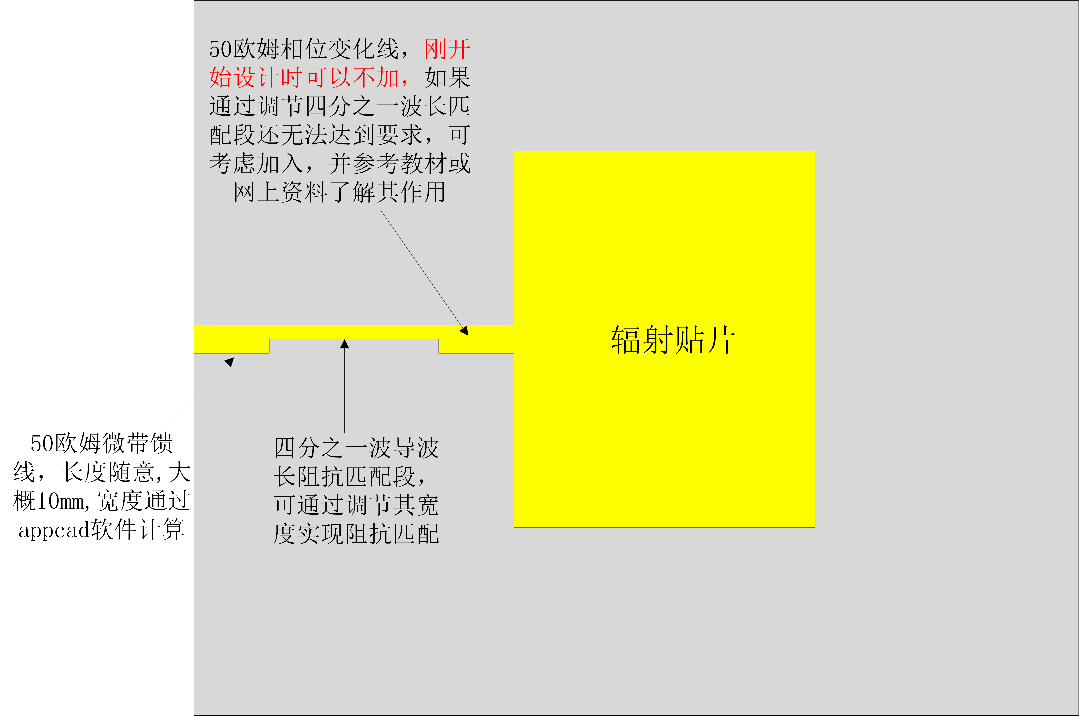 50欧姆相位变化线，刚开
始设计时可以不加，如果
通过调节四分之一波长匹
配段还无法达到要求，可
考虑加入，并参考教材或
网上资料了解其作用
辐射贴片
50欧姆微带馈
线，长度随意,大
概10mm,宽度通过
appcad软件计算
四分之一波导波
长阻抗匹配段，
可通过调节其宽
度实现阻抗匹配